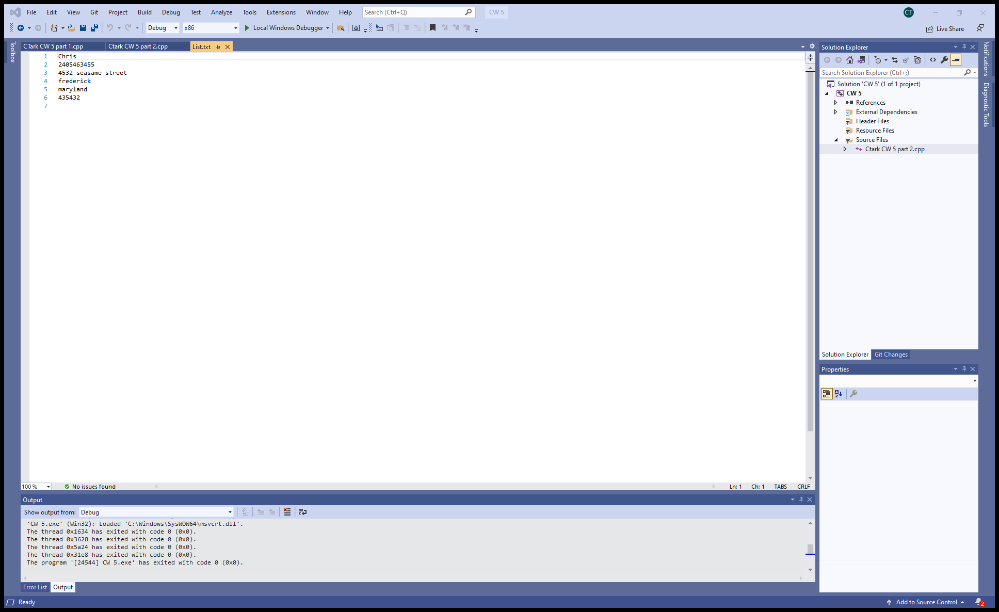 File Edit View Git Project Build Debug Test Analyze Tools Extensions Window Help Search (Ctrl+Q) CW 5 CT
Debug x86 Local Windows Debugger Live Share
Toolbox
CTark CW 5 part 1.cpp Ctark CW 5 part 2.cpp List.txt
1 Chris
2 2405463455
3 4532 seasame street
4 frederick
5 maryland
6 435432
7
100 % No issues found Ln: 1 Ch: 1 TABS CRLF
Output
Show output from: Debug
'CW 5.exe' (Win32): Loaded 'C:\Windows\SysWOW64\msvcrt.dll'.
The thread 0x1634 has exited with code 0 (0x0).
The thread 0x3628 has exited with code 0 (0x0).
The thread 0x5a24 has exited with code 0 (0x0).
The thread 0x31e8 has exited with code 0 (0x0).
The program '[24544] CW 5.exe' has exited with code 0 (0x0).
Error List Output
Solution Explorer
Search Solution Explorer (Ctrl+;)
Solution 'CW 5' (1 of 1 project)
CW 5
References
External Dependencies
Header Files
Resource Files
Source Files
Ctark CW 5 part 2.cpp
Solution Explorer Git Changes
Properties
Notifications
Diagnostic Tools
Ready Add to Source Control 2